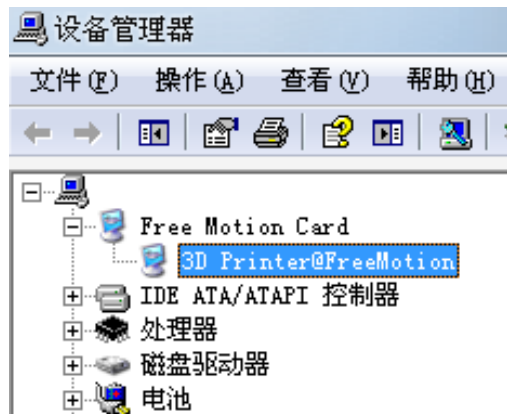 设备管理器
文件(F) 操作(A) 查看(V) 帮助(H)
Free Motion Card
3D Printer@FreeMotion
IDE ATA/ATAPI 控制器
处理器
磁盘驱动器
电池